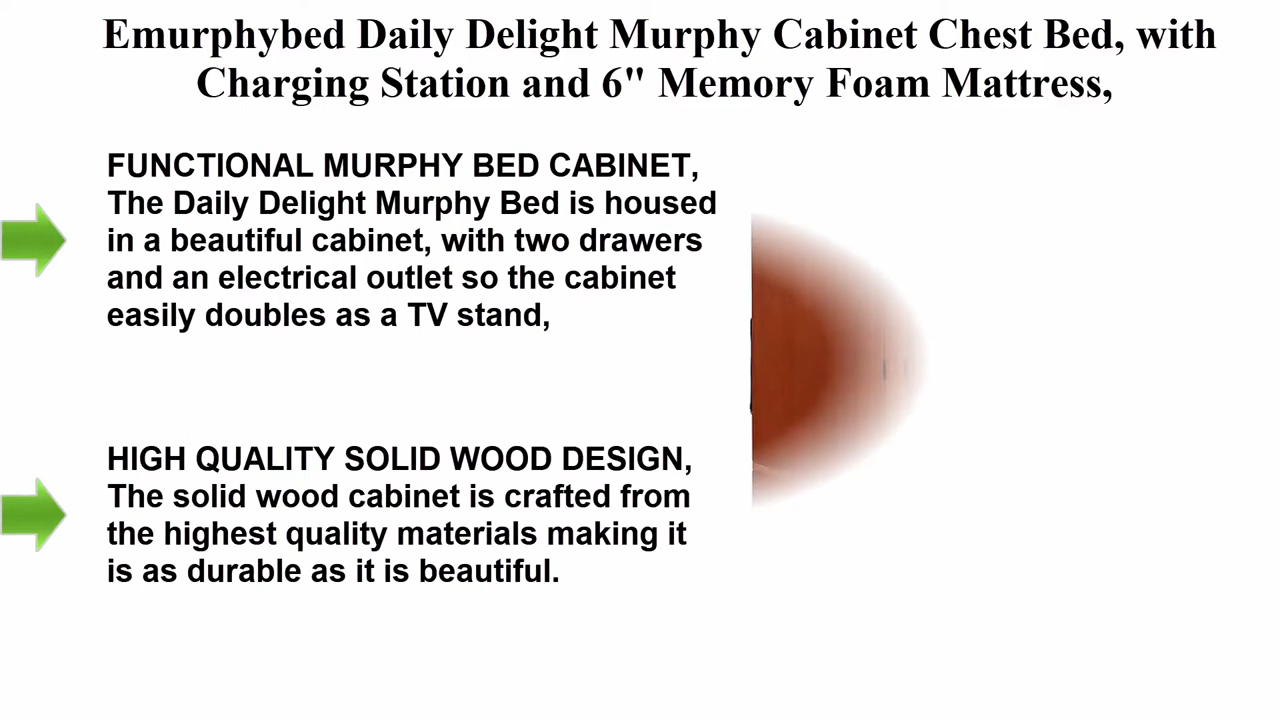 Emurphybed Daily Delight Murphy Cabinet Chest Bed, with
Charging Station and 6" Memory Foam Mattress,
FUNCTIONAL MURPHY BED CABINET,
The Daily Delight Murphy Bed is housed
in a beautiful cabinet, with two drawers
and an electrical outlet so the cabinet
easily doubles as a TV stand,
HIGH QUALITY SOLID WOOD DESIGN,
The solid wood cabinet is crafted from
the highest quality materials making it
is as durable as it is beautiful.